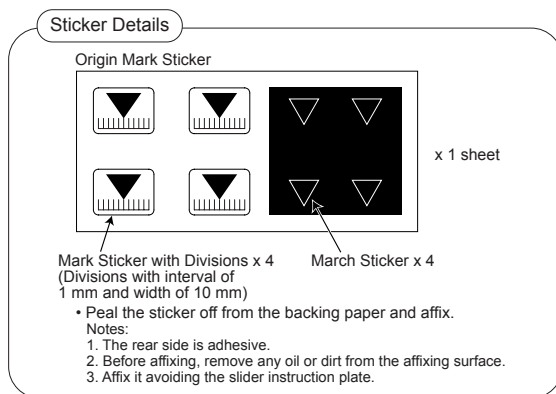 Sticker Details
Origin Mark Sticker
x 1 sheet
Mark Sticker with Divisions x 4
(Divisions with interval of
1 mm and width of 10 mm)
March Sticker x 4
• Peal the sticker off from the backing paper and affix.
Notes:
1. The rear side is adhesive.
2. Before affixing, remove any oil or dirt from the affixing surface.
3. Affix it avoiding the slider instruction plate.